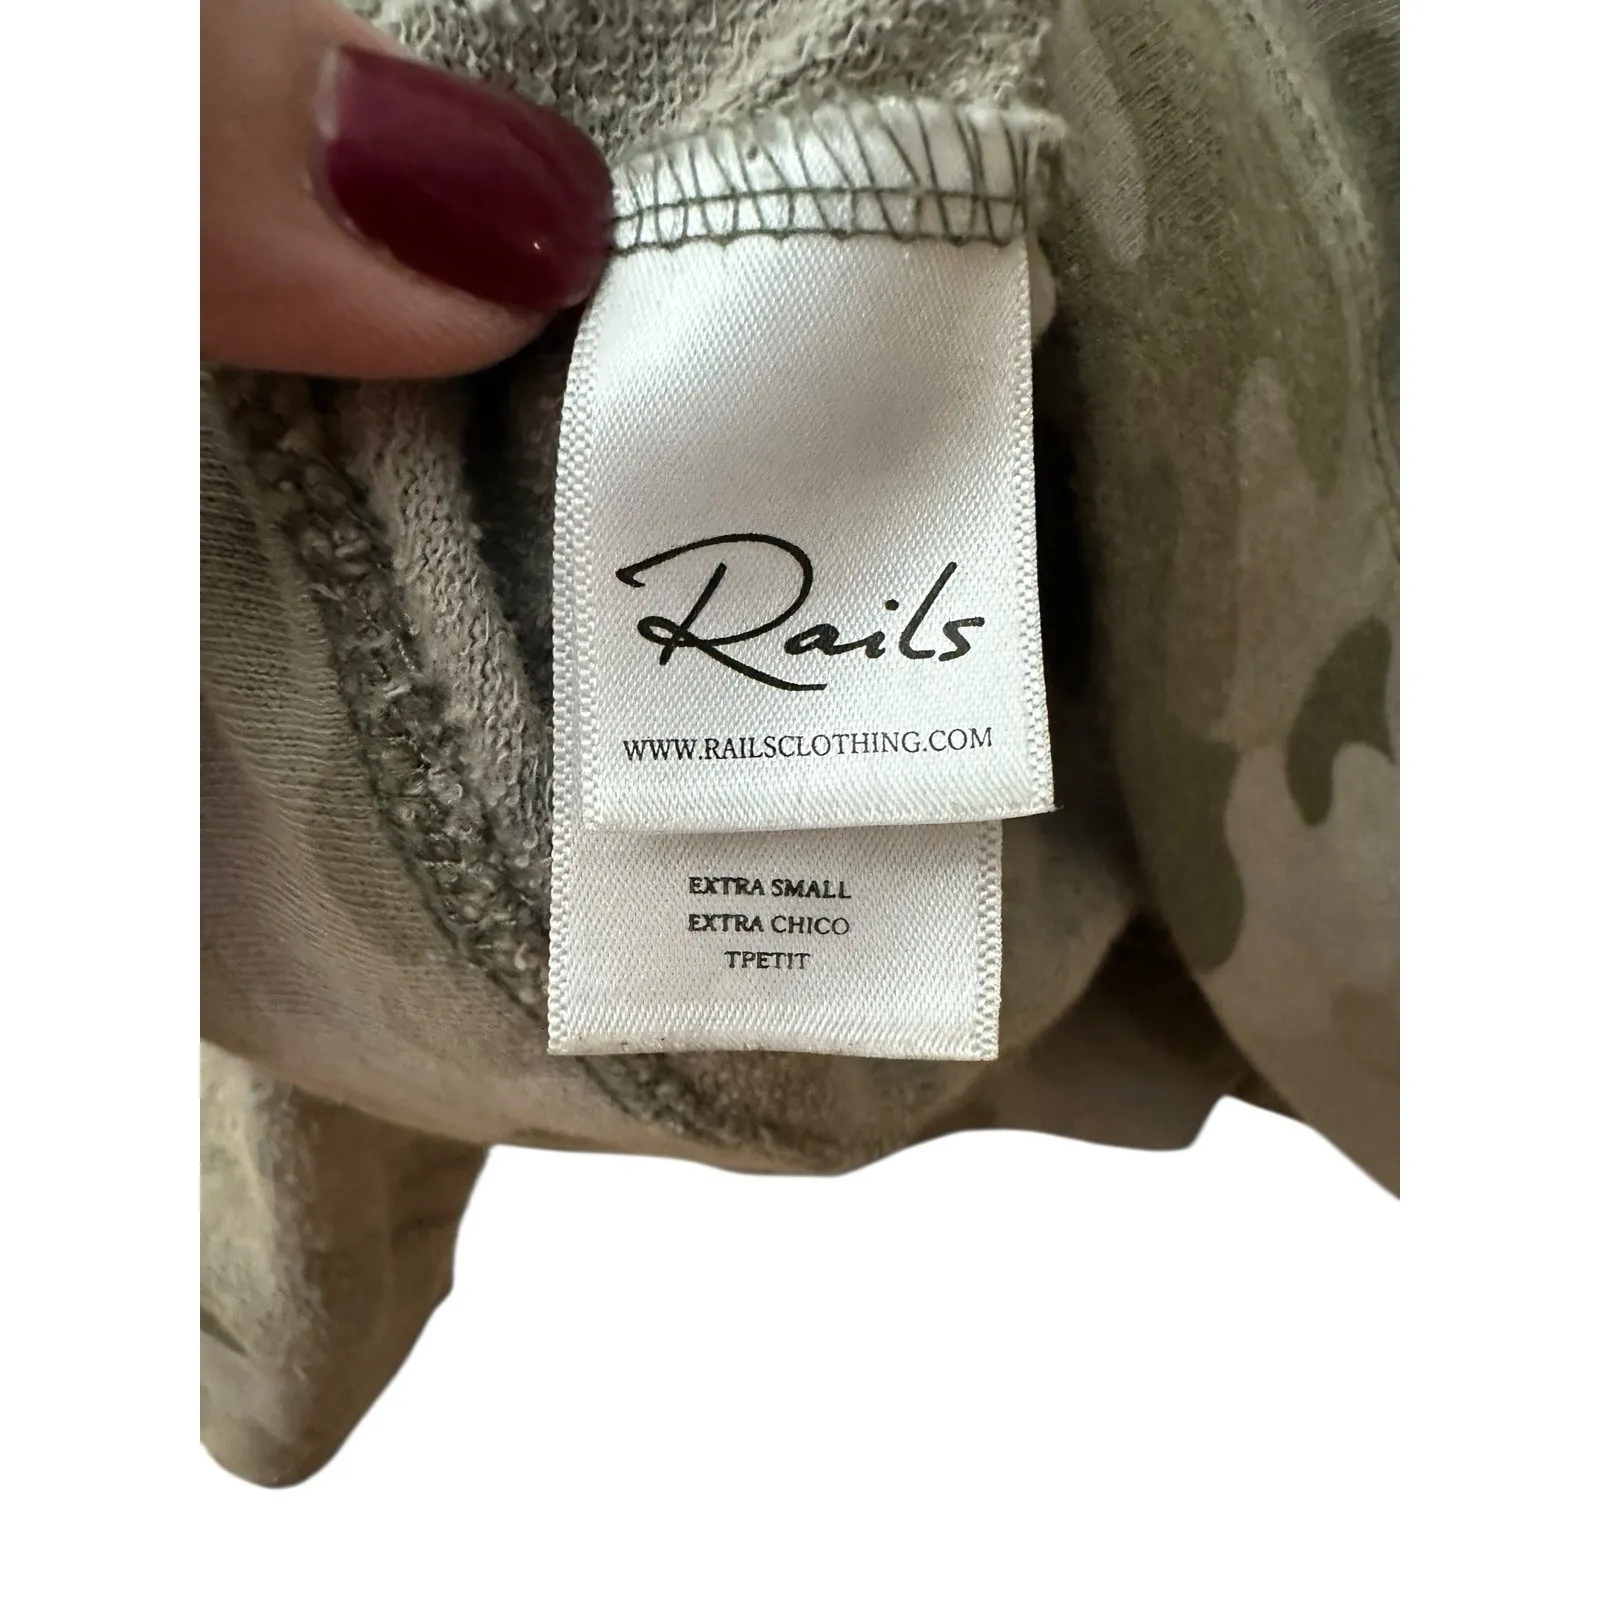 Rails
WWW.RAILSCLOTHING.COM
EXTRA SMALL
EXTRA CHICO
TPETIT